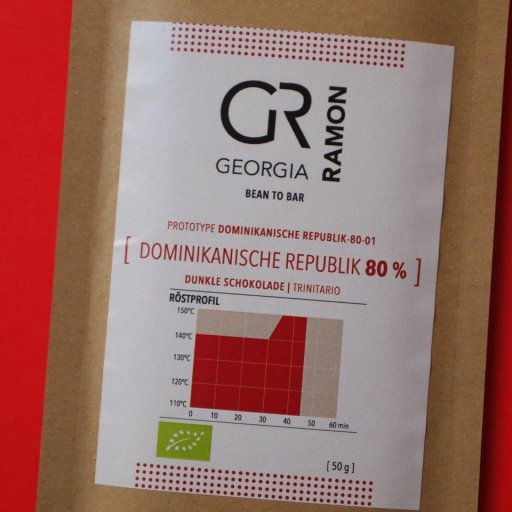 GR
GEORGIA
RAMON
BEAN TO BAR
PROTOTYPE DOMINIKANISCHE REPUBLIK-80-01
[ DOMINIKANISCHE REPUBLIK 80 % ]
DUNKLE SCHOKOLADE | TRINITARIO
RÖSTPROFIL
150°C
140°C
130°C
120°C
110°C
0 10 20 30 40 50 60 min
[ 50 g ]